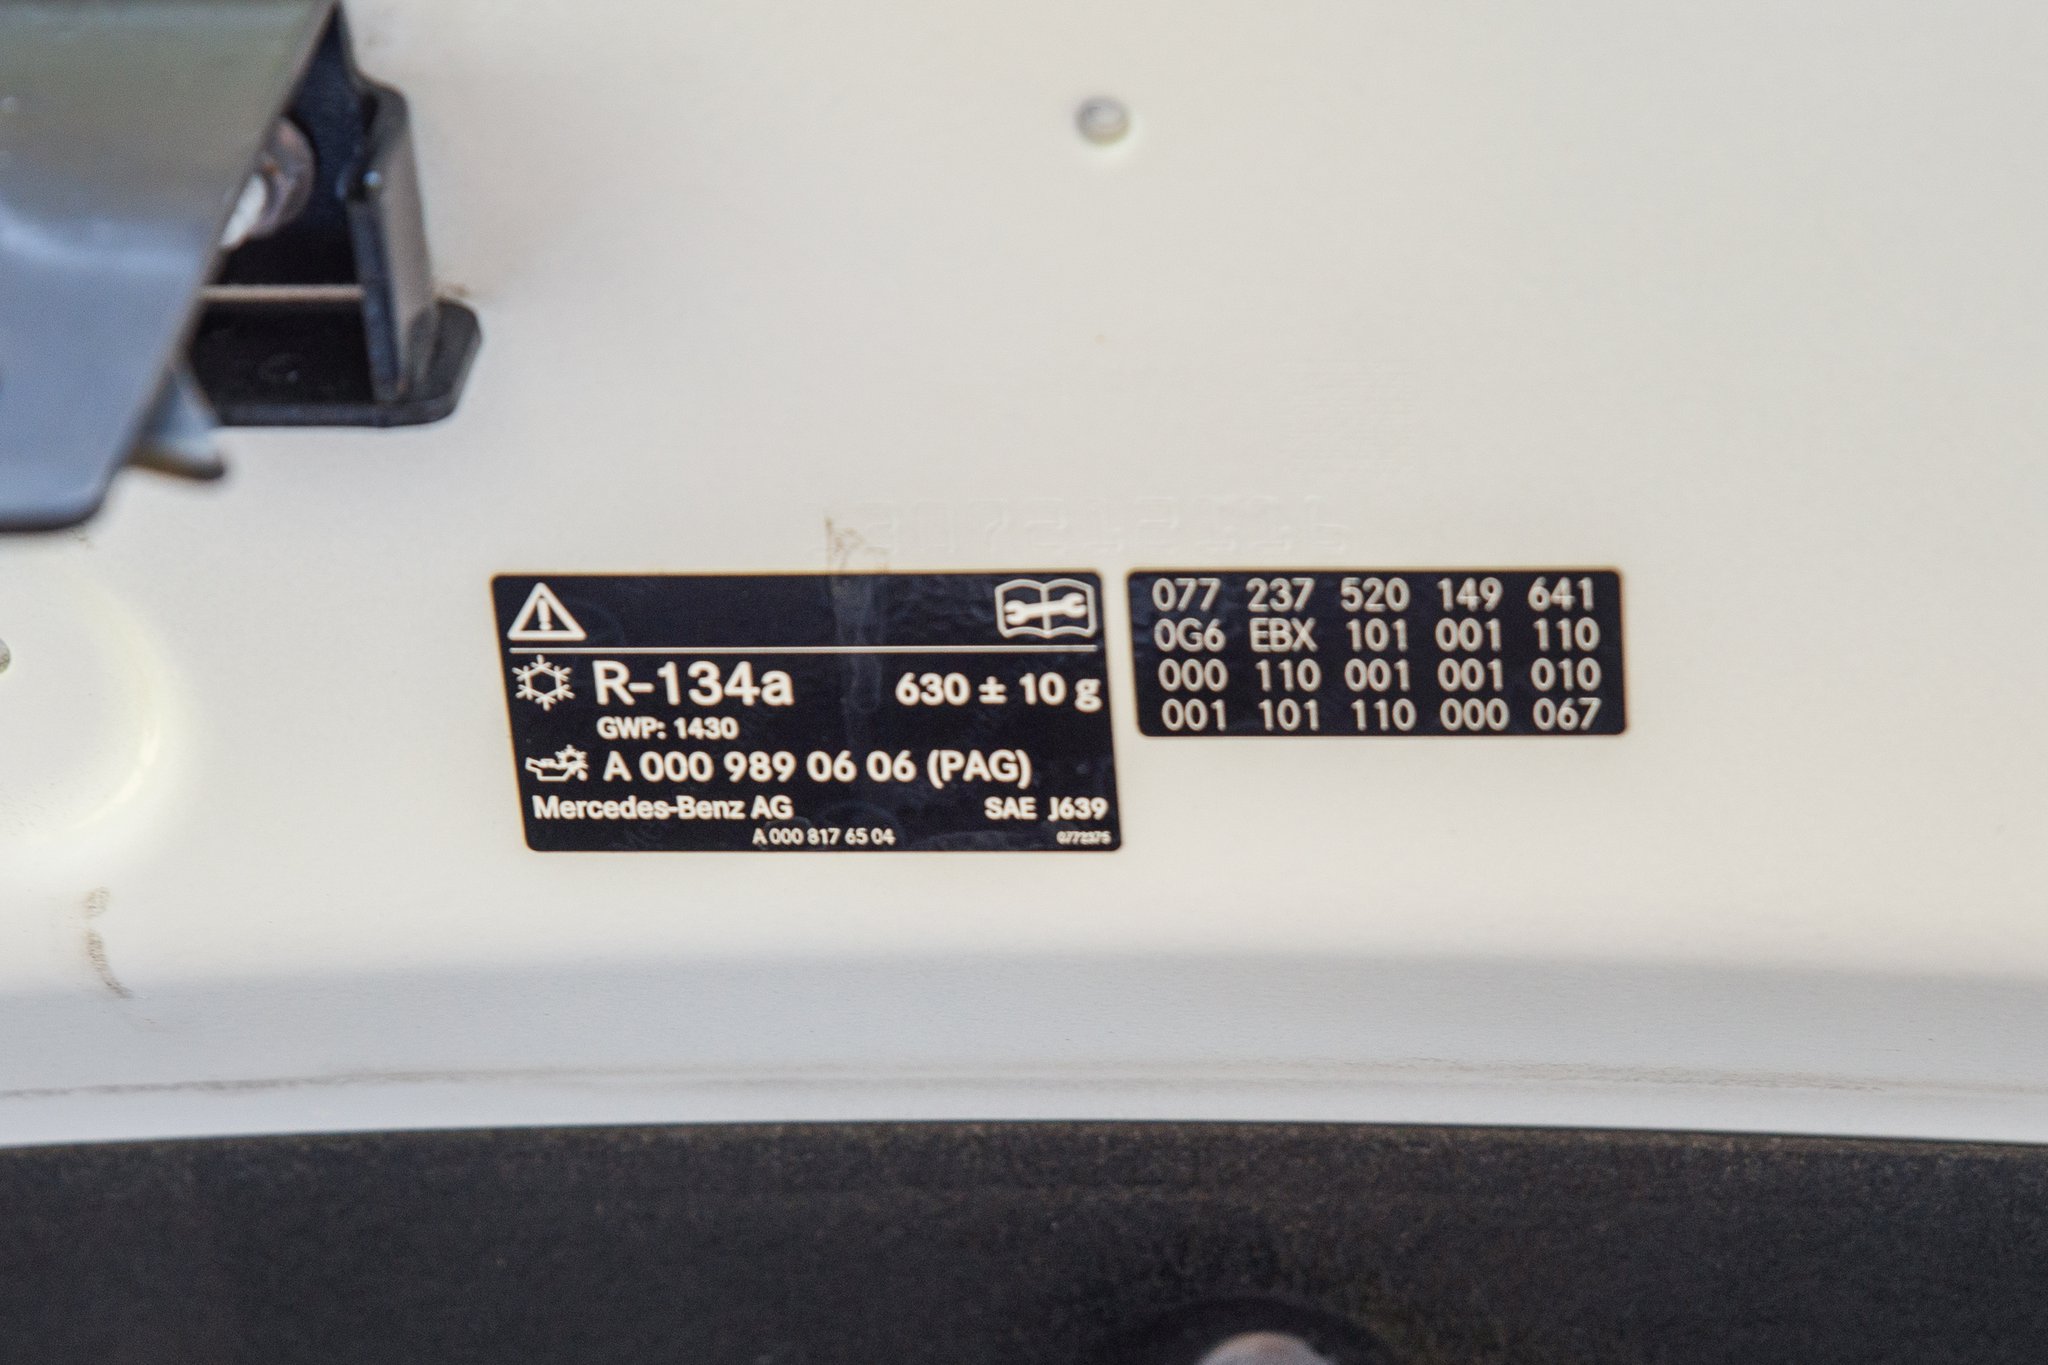 R-134a 630 ± 10 g
GWP: 1430
A 000 989 06 06 (PAG)
Mercedes-Benz AG SAE J639
A 000 817 65 04 0772375
077 237 520 149 641
0G6 EBX 101 001 110
000 110 001 001 010
001 101 110 000 067